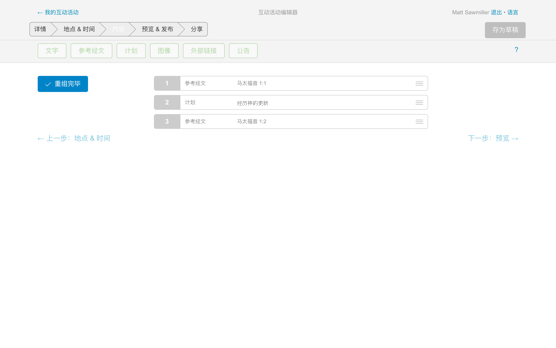 ← 我的互动活动
互动活动编辑器
Matt Sawmiller 退出 • 语言
详情
地点 & 时间
内容
预览 & 发布
分享
存为草稿
文字
参考经文
计划
图像
外部链接
公告
?
✓ 重组完毕
1 参考经文 马太福音 1:1
2 计划 经历神的更新
3 参考经文 马太福音 1:2
← 上一步：地点 & 时间
下一步：预览 →